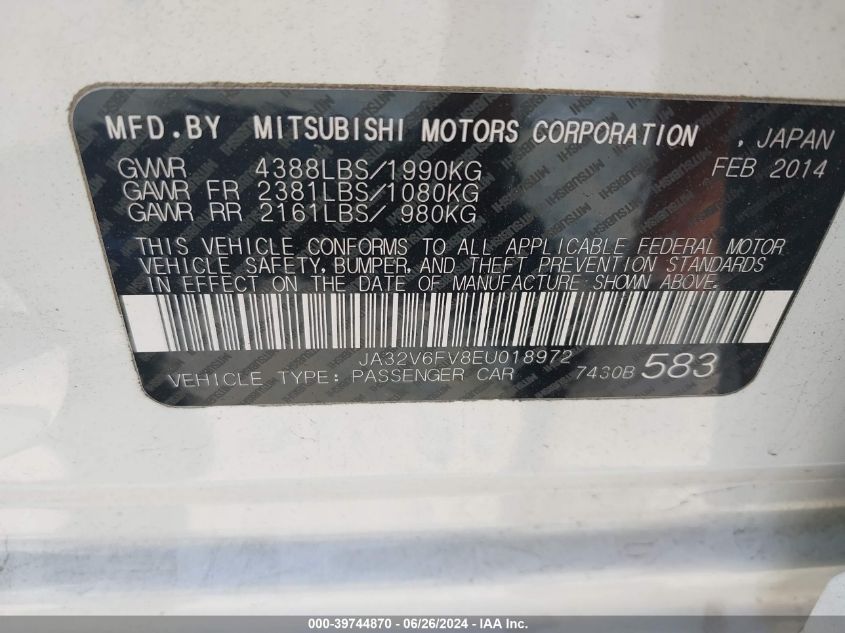 MFD.BY MITSUBISHI MOTORS CORPORATION , JAPAN
GVWR 4388LBS/1990KG FEB 2014
GAWR FR 2381LBS/1080KG
GAWR RR 2161LBS/ 980KG
THIS VEHICLE CONFORMS TO ALL APPLICABLE FEDERAL MOTOR
VEHICLE SAFETY, BUMPER, AND THEFT PREVENTION STANDARDS
IN EFFECT ON THE DATE OF MANUFACTURE SHOWN ABOVE.
JA32V6FV8EU018972
VEHICLE TYPE: PASSENGER CAR 7430B 583
000-39744870 - 06/26/2024 - IAA Inc.